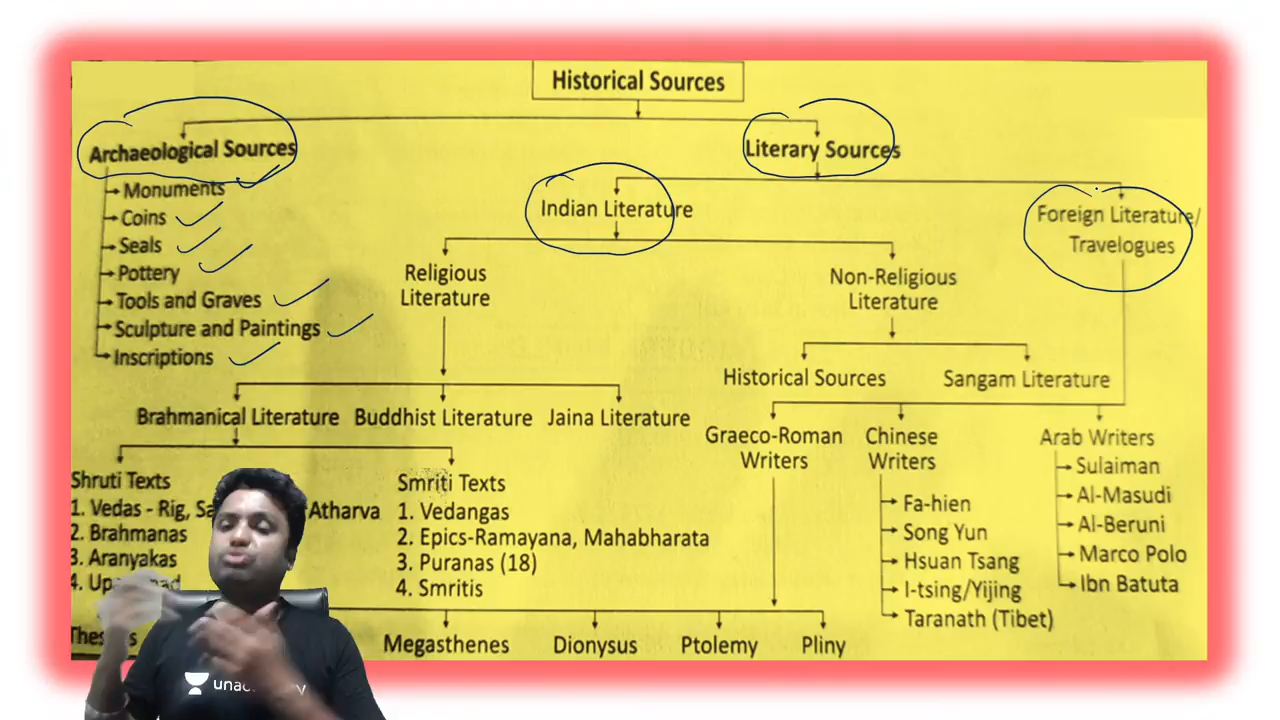 Historical Sources
Archaeological Sources
Monuments
Coins
Seals
Pottery
Tools and Graves
Sculpture and Paintings
Inscriptions
Literary Sources
Indian Literature
Foreign Literature/
Travelogues
Religious
Literature
Non-Religious
Literature
Historical Sources
Sangam Literature
Brahmanical Literature
Buddhist Literature
Jaina Literature
Shruti Texts
1. Vedas - Rig, Atharva
2. Brahmanas
3. Aranyakas
4.
Smriti Texts
1. Vedangas
2. Epics-Ramayana, Mahabharata
3. Puranas (18)
4. Smritis
Graeco-Roman
Writers
Megasthenes
Dionysus
Ptolemy
Pliny
Chinese
Writers
Fa-hien
Song Yun
Hsuan Tsang
I-tsing/Yijing
Taranath (Tibet)
Arab Writers
Sulaiman
Al-Masudi
Al-Beruni
Marco Polo
Ibn Batuta